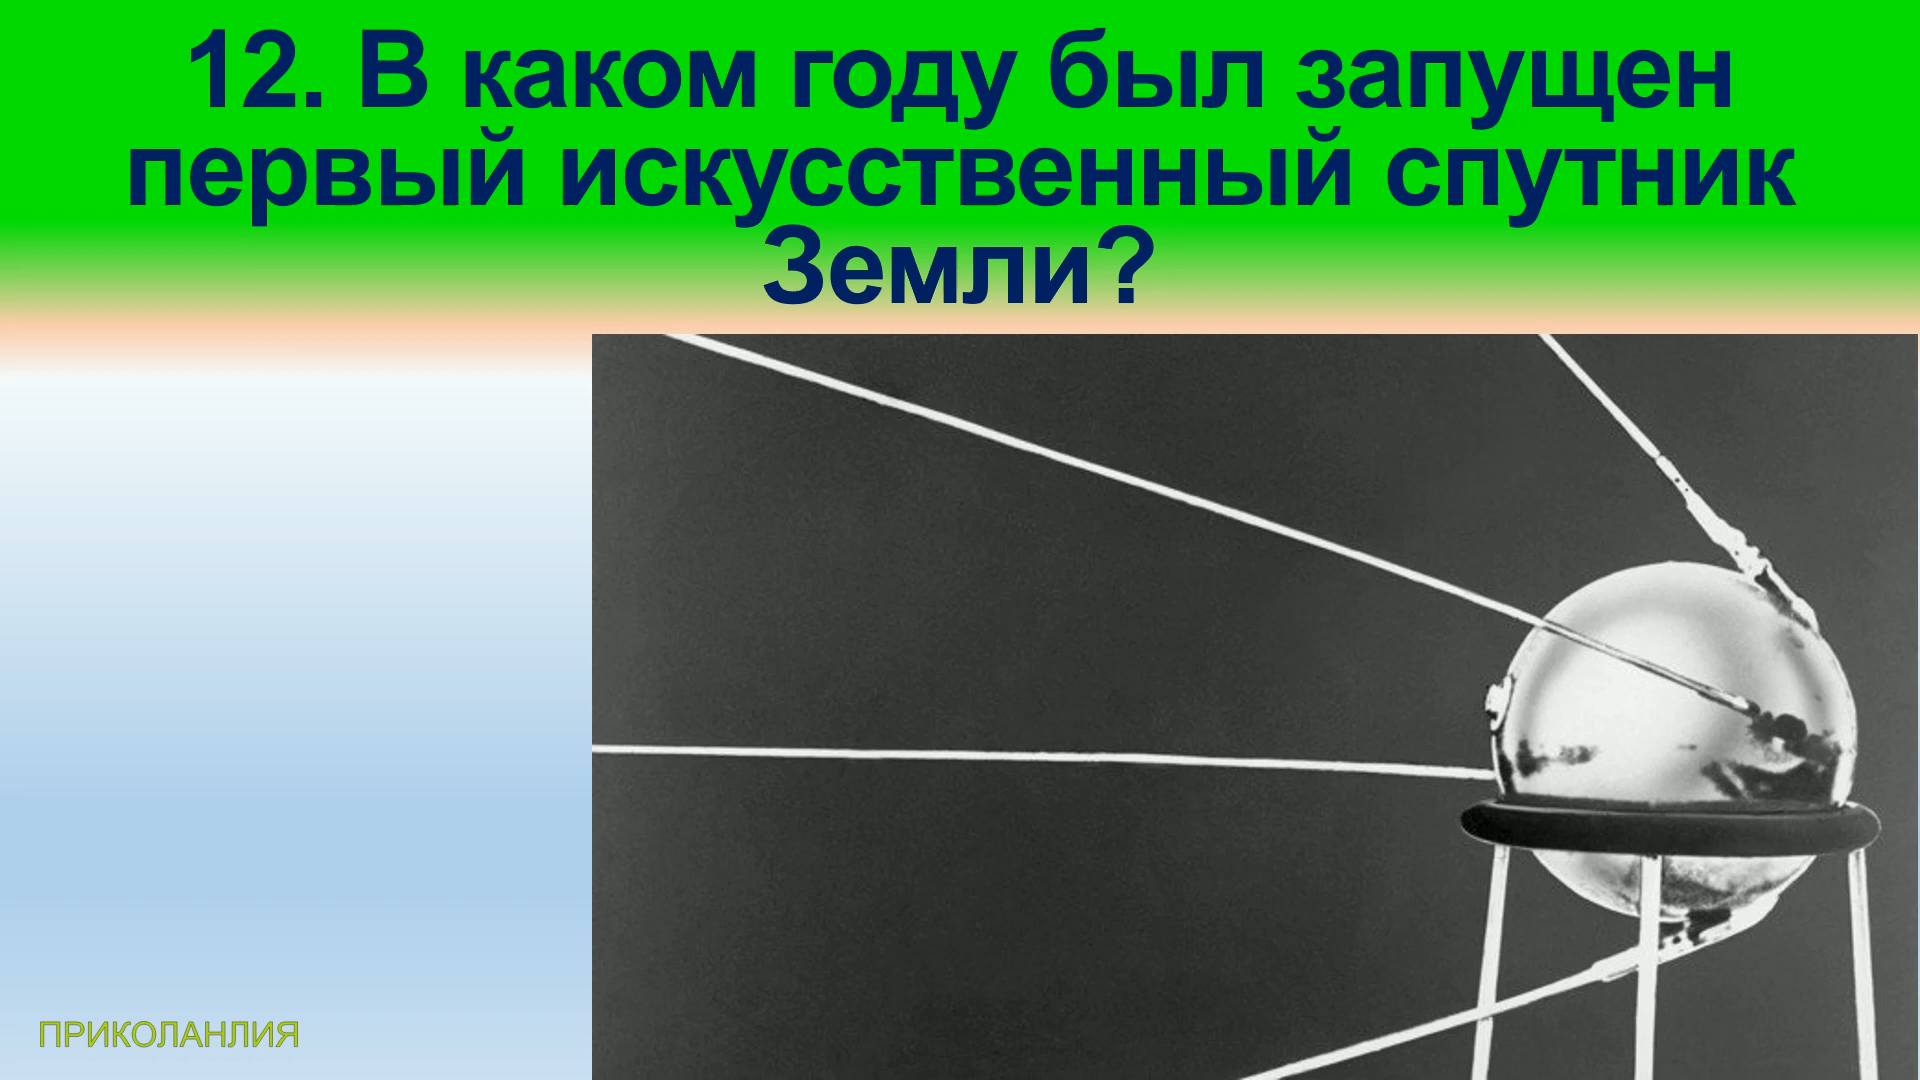 12. В каком году был запущен
первый искусственный спутник
Земли?
ПРИКОЛАНЛИЯ